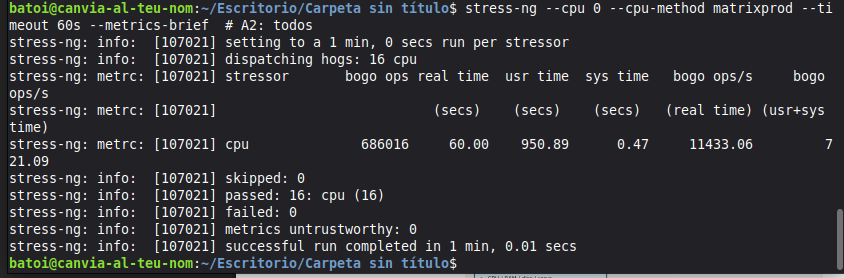 batoi@canvia-al-teu-nom:~/Escritorio/Carpeta sin título$ stress-ng --cpu 0 --cpu-method matrixprod --ti
meout 60s --metrics-brief  # A2: todos
stress-ng: info:  [107021] setting to a 1 min, 0 secs run per stressor
stress-ng: info:  [107021] dispatching hogs: 16 cpu
stress-ng: metrc: [107021] stressor       bogo ops real time  usr time  sys time   bogo ops/s     bogo
ops/s
stress-ng: metrc: [107021]                           (secs)    (secs)    (secs)   (real time) (usr+sys
time)
stress-ng: metrc: [107021] cpu              686016     60.00    950.89      0.47     11433.06         7
21.09
stress-ng: info:  [107021] skipped: 0
stress-ng: info:  [107021] passed: 16: cpu (16)
stress-ng: info:  [107021] failed: 0
stress-ng: info:  [107021] metrics untrustworthy: 0
stress-ng: info:  [107021] successful run completed in 1 min, 0.01 secs
batoi@canvia-al-teu-nom:~/Escritorio/Carpeta sin título$